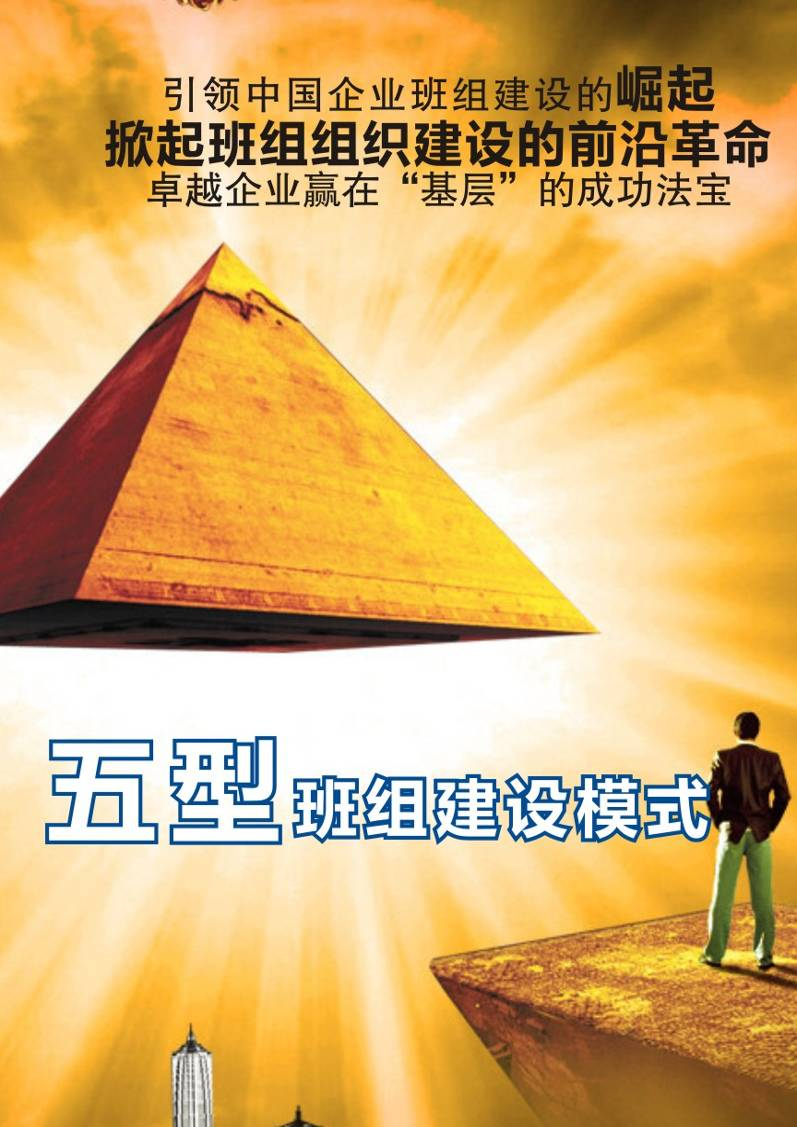 引领中国企业班组建设的崛起
掀起班组组织建设的前沿革命
卓越企业赢在“基层”的成功法宝
五型班组建设模式